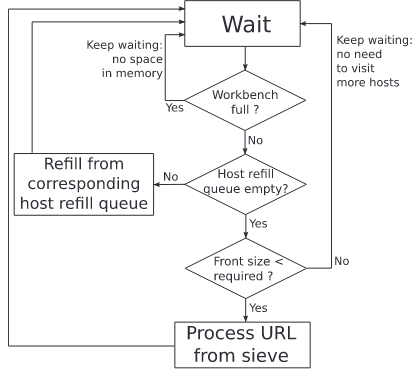 Wait
Keep waiting:
no space
in memory
Keep waiting:
no need
to visit
more hosts
Workbench
full ?
Yes
No
Host refill
queue empty?
No
Refill from
corresponding
host refill queue
Yes
Front size <
required ?
No
Yes
Process URL
from sieve